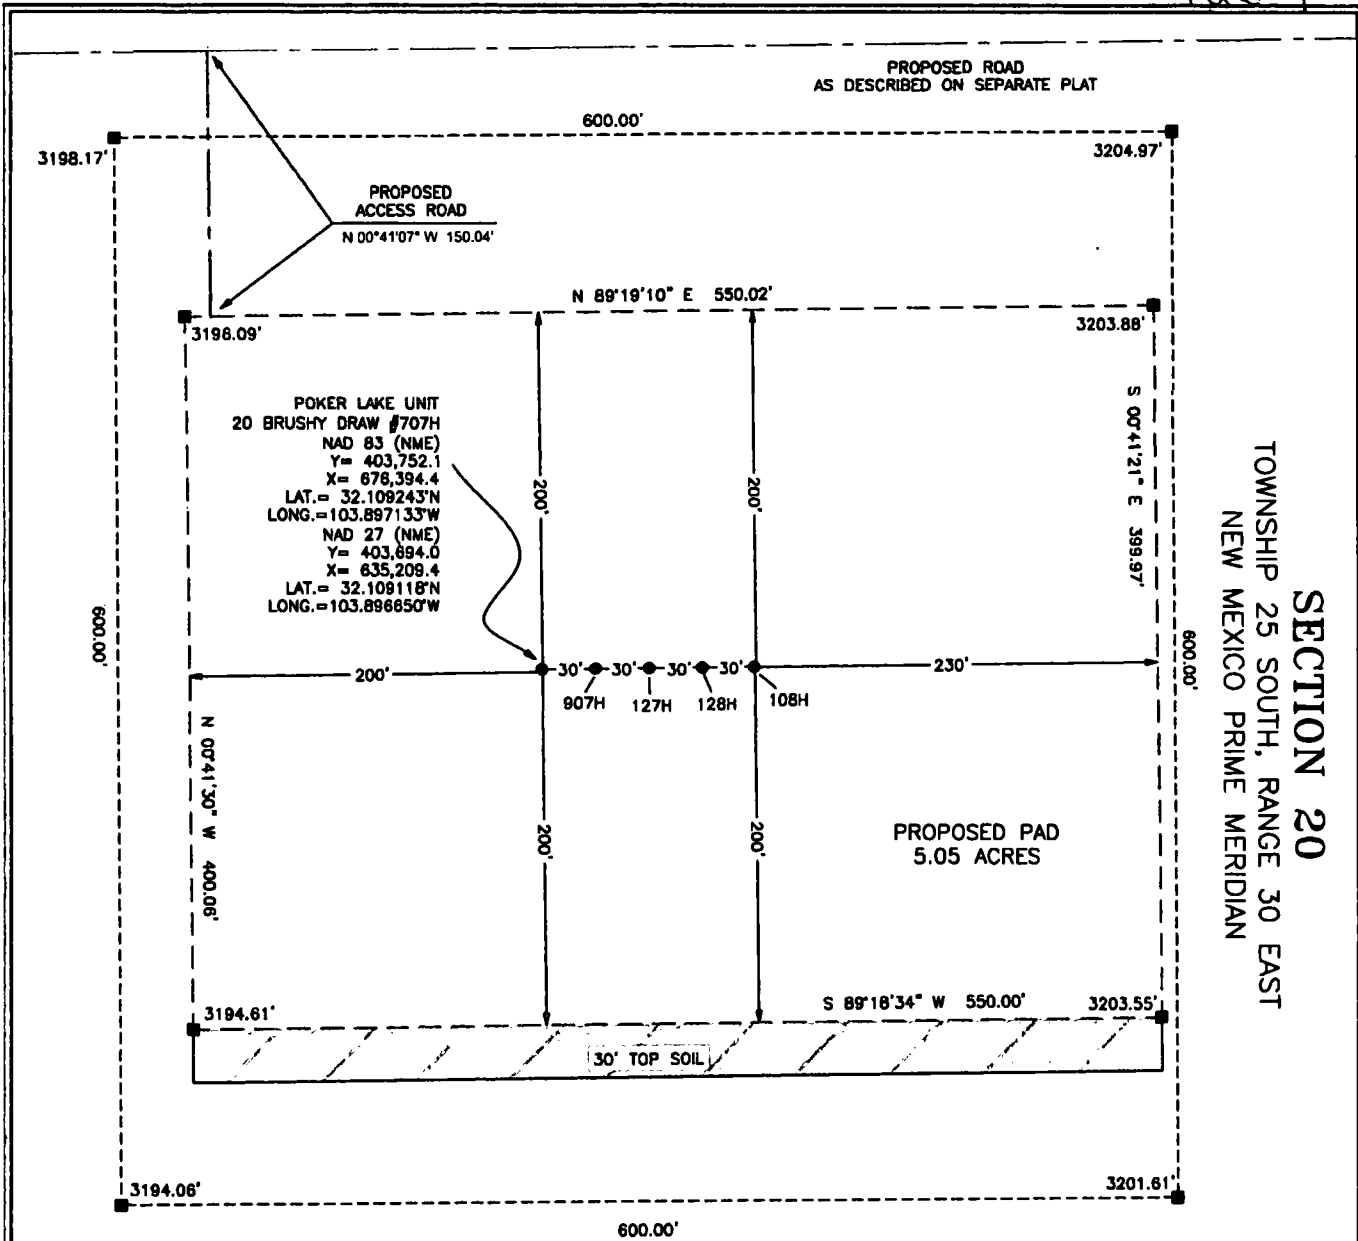 PROPOSED ROAD
AS DESCRIBED ON SEPARATE PLAT
600.00'
3198.17'
3204.97'
PROPOSED
ACCESS ROAD
N 00°41'07" W 150.04'
N 89°19'10" E 550.02'
3196.09'
3203.88'
POKER LAKE UNIT
20 BRUSHY DRAW #707H
NAD 83 (NME)
Y= 403,752.1
X= 676,394.4
LAT.= 32.109243°N
LONG.=103.897133°W
NAD 27 (NME)
Y= 403,694.0
X= 635,209.4
LAT.= 32.109118°N
LONG.=103.896650°W
200'
200'
S 00°41'21" E 399.97'
600.00'
600.00'
SECTION 20
TOWNSHIP 25 SOUTH, RANGE 30 EAST
NEW MEXICO PRIME MERIDIAN
200'
30'
30'
30'
30'
230'
907H
127H
128H
108H
N 00°41'30" W 400.06'
200'
200'
PROPOSED PAD
5.05 ACRES
3194.61'
S 89°18'34" W 550.00'
3203.55'
30' TOP SOIL
3194.06'
3201.61'
600.00'